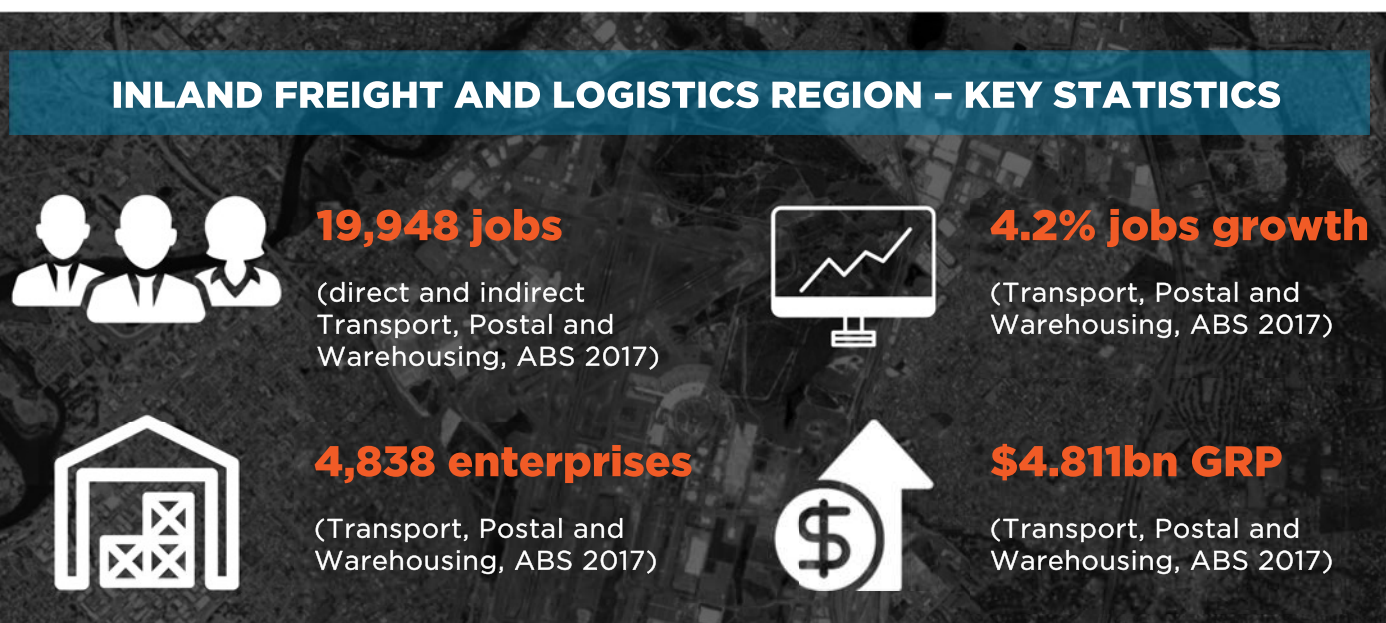 INLAND FREIGHT AND LOGISTICS REGION – KEY STATISTICS
19,948 jobs
(direct and indirect
Transport, Postal and
Warehousing, ABS 2017)
4.2% jobs growth
(Transport, Postal and
Warehousing, ABS 2017)
4,838 enterprises
(Transport, Postal and
Warehousing, ABS 2017)
$4.811bn GRP
(Transport, Postal and
Warehousing, ABS 2017)